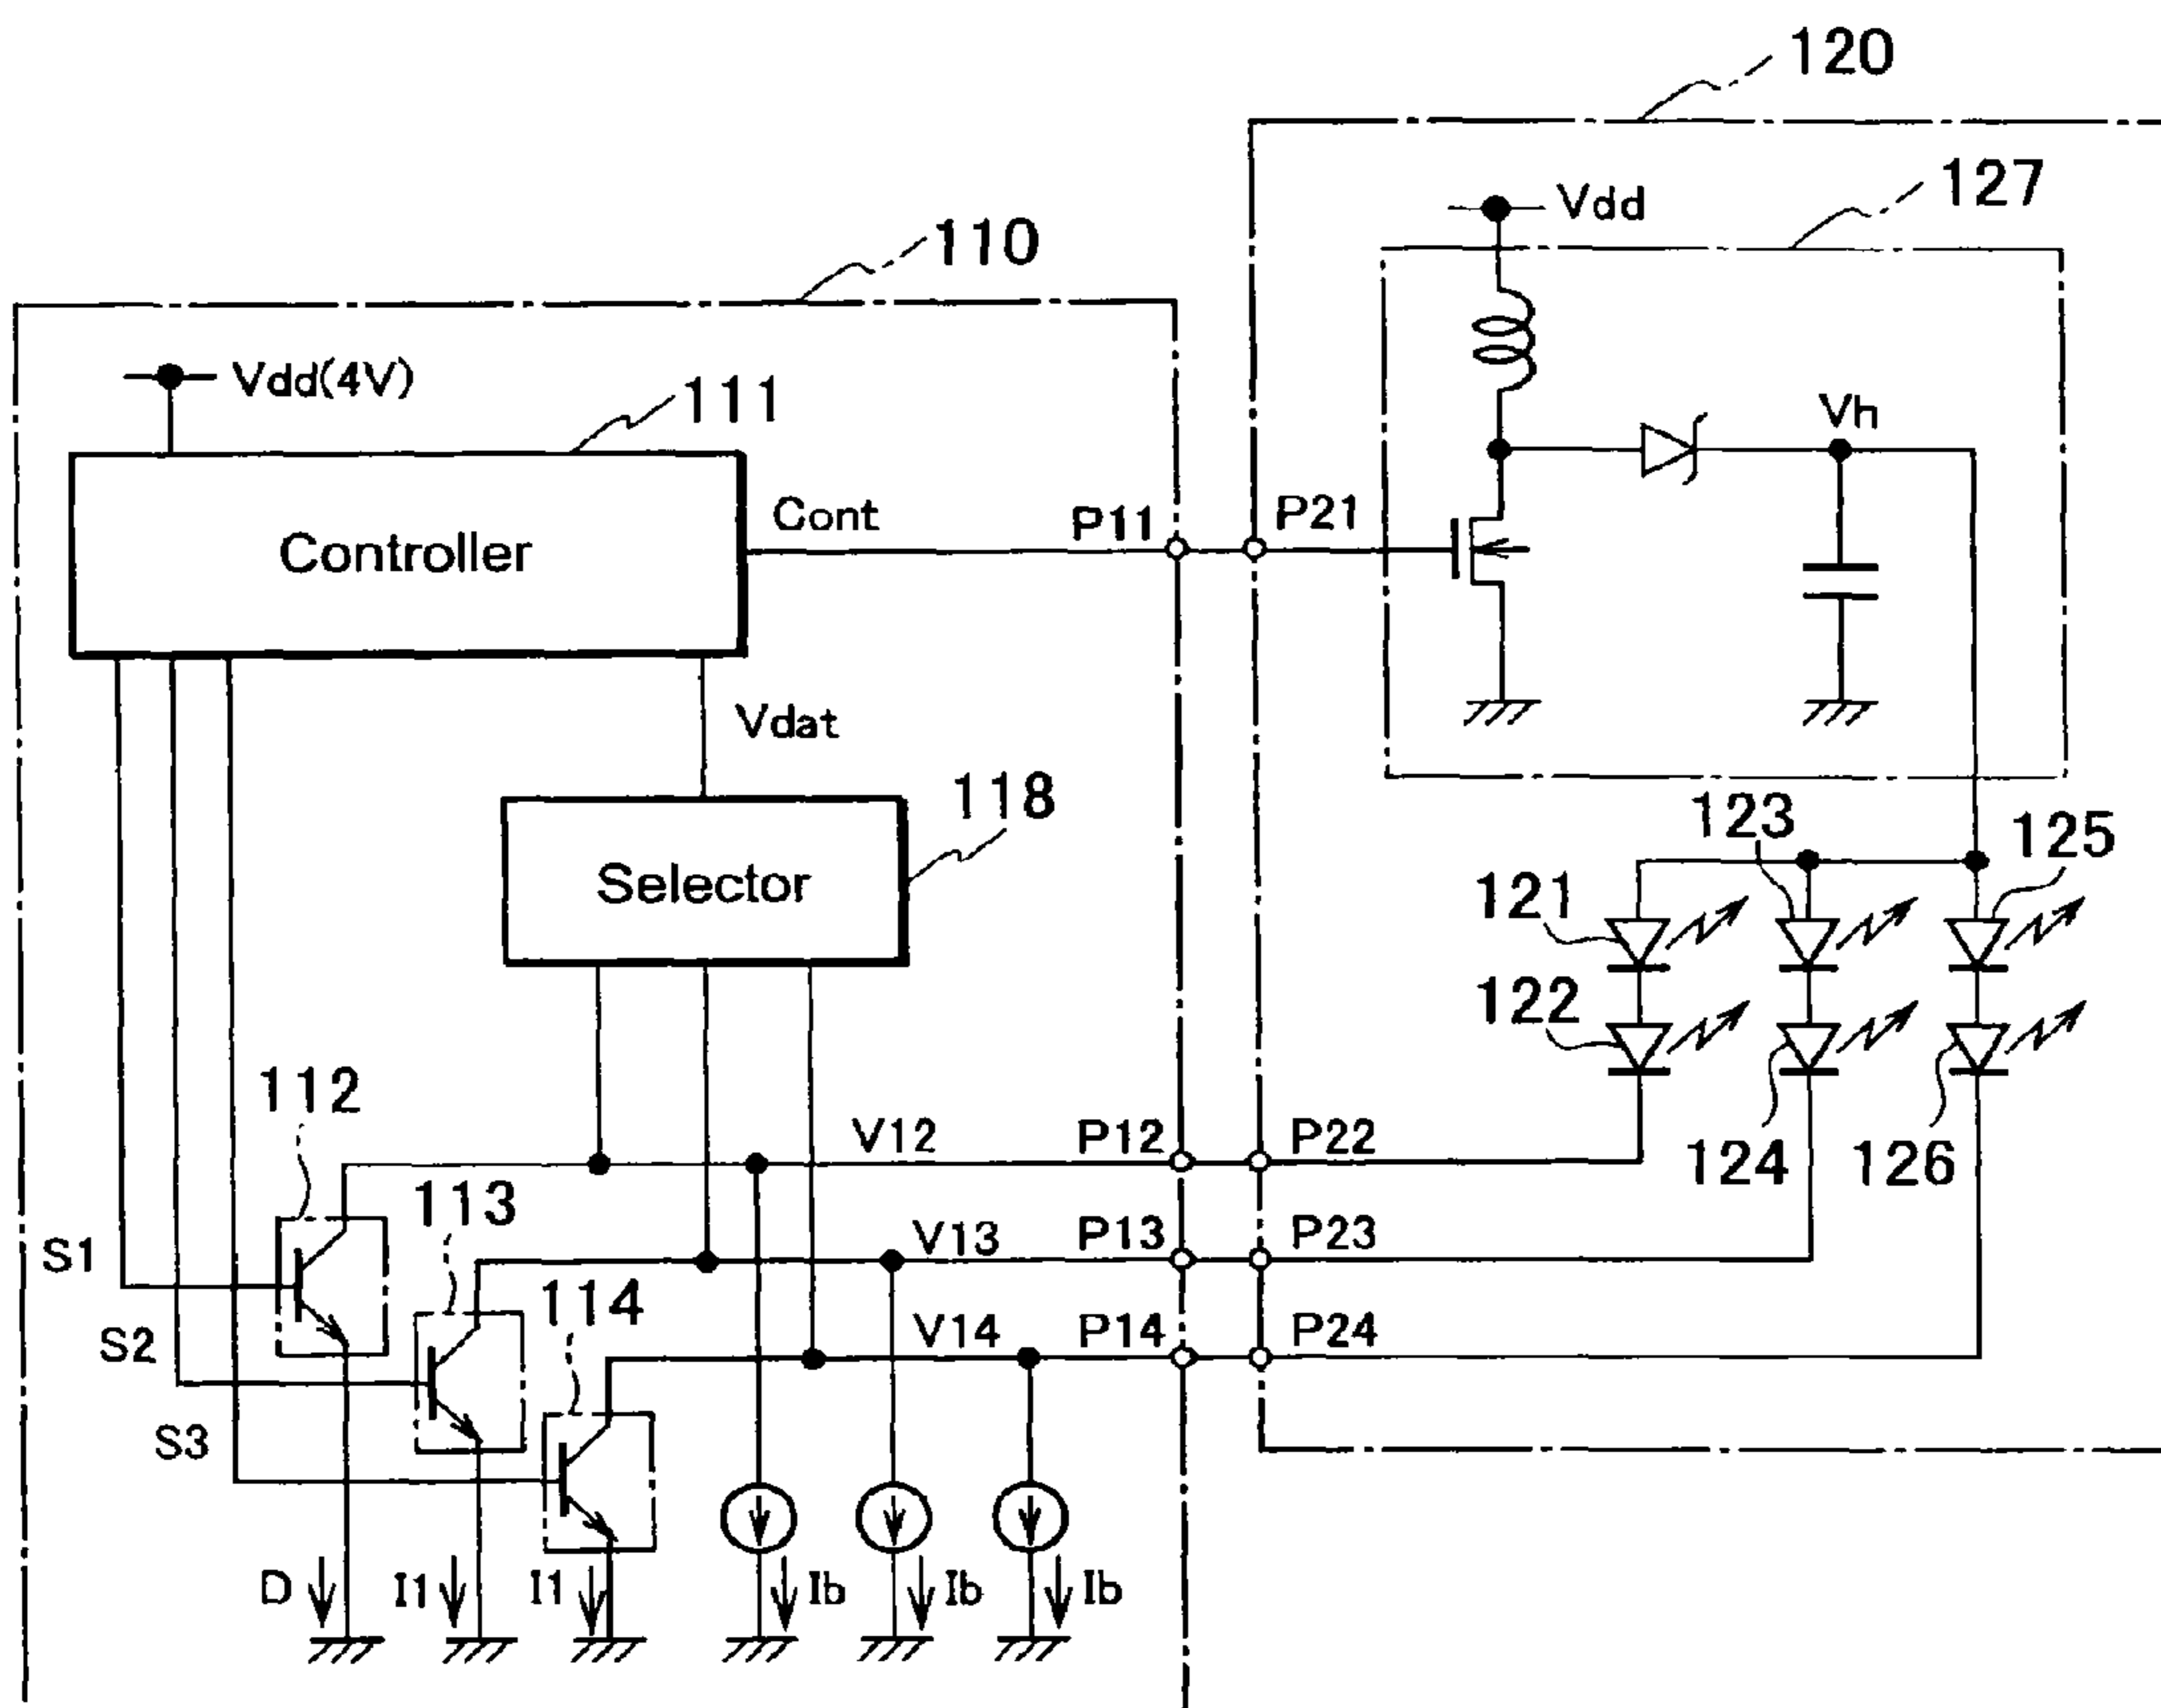 120
Vdd
127
110
Vdd(4V)
111
Vh
Controller
Cont
P11
P21
Vdat
118
Selector
123
125
121
122
112
V12
P12
P22
124
126
113
S1
V13
P13
P23
114
S2
V14
P14
P24
S3
D
I1
I1
Ib
Ib
Ib